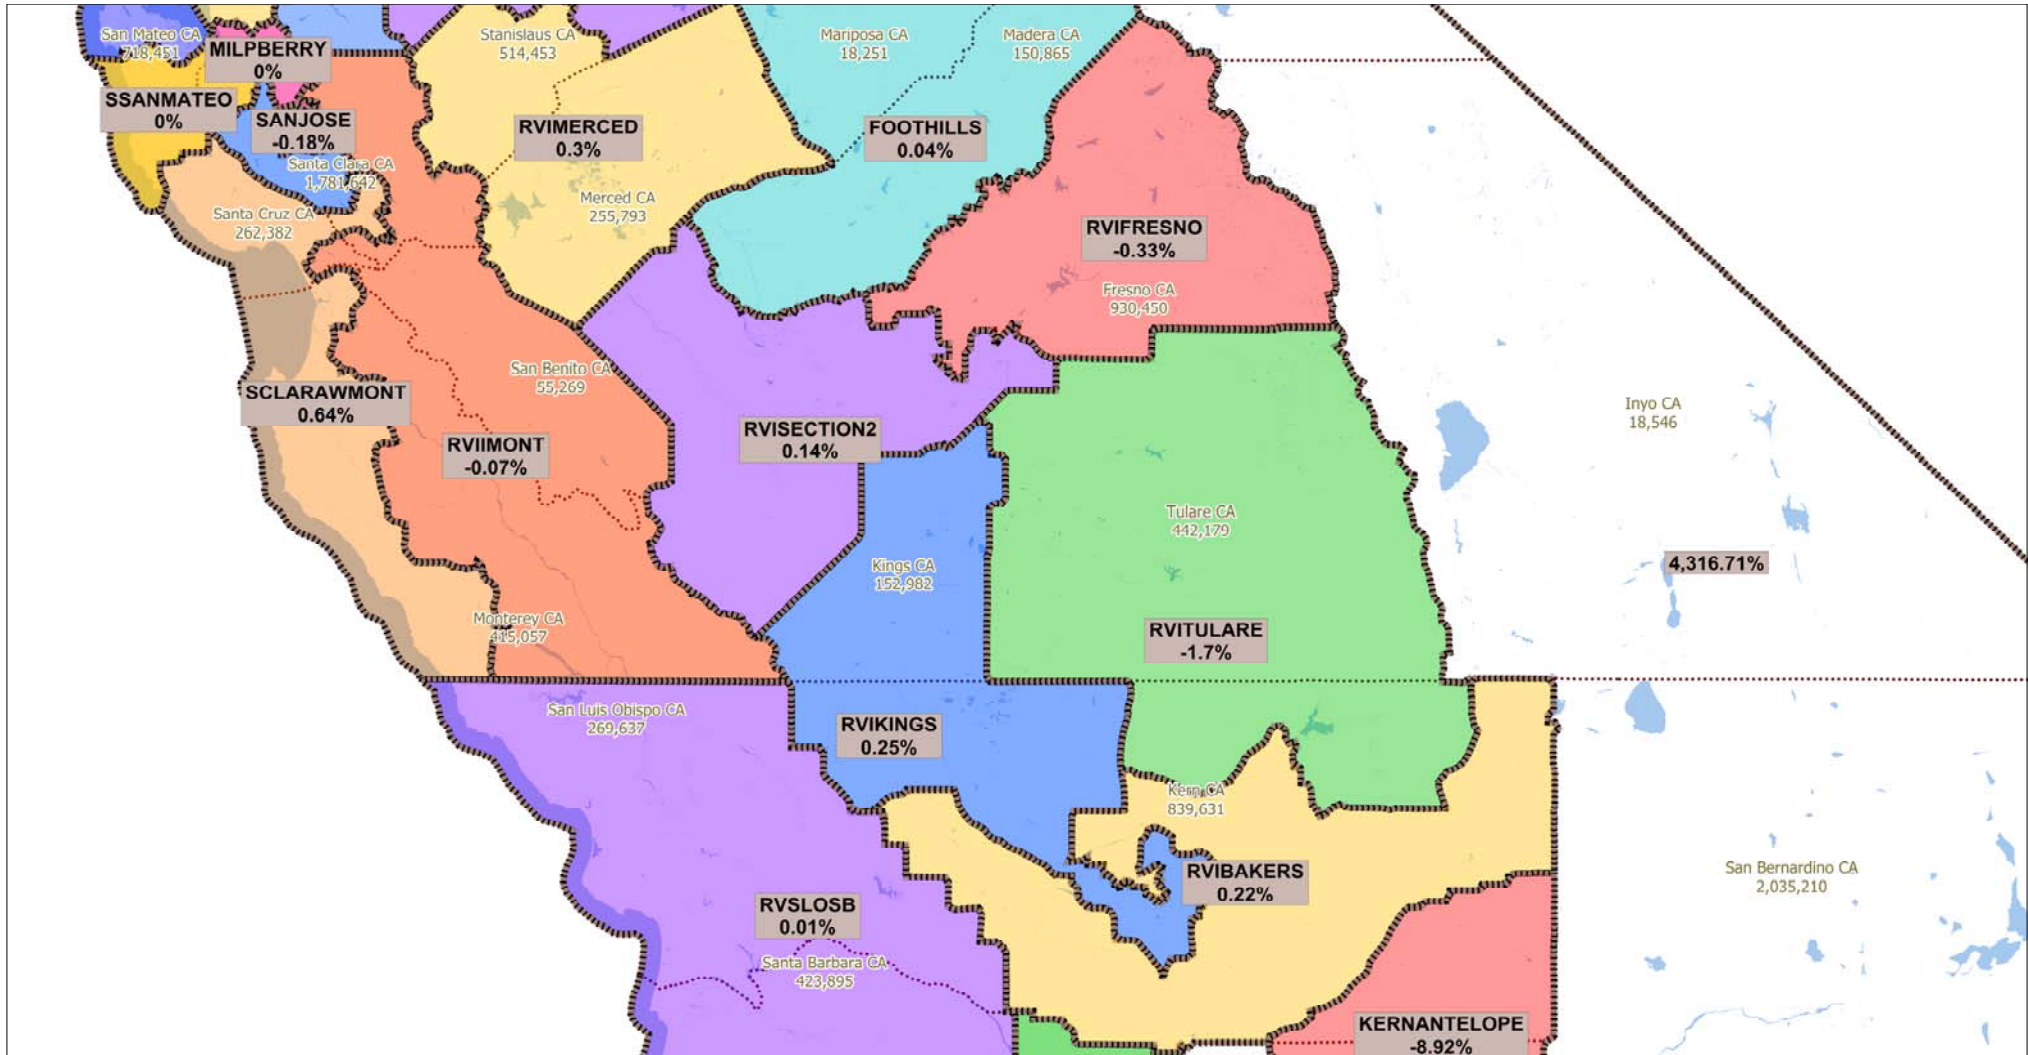 San Mateo CA
718,451
MILPBERRY
0%
SSANMATEO
0%
SANJOSE
-0.18%
Santa Clara CA
1,781,642
Santa Cruz CA
262,382
Stanislaus CA
514,453
RVIMERCED
0.3%
Merced CA
255,793
Mariposa CA
18,251
Madera CA
150,865
FOOTHILLS
0.04%
RVIFRESNO
-0.33%
Fresno CA
930,450
San Benito CA
55,269
SCLARAWMONT
0.64%
RVIIMONT
-0.07%
RVISECTION2
0.14%
Inyo CA
18,546
Tulare CA
442,179
Kings CA
152,982
4,316.71%
Monterey CA
415,057
RVITULARE
-1.7%
San Luis Obispo CA
269,637
RVIKINGS
0.25%
Kern CA
839,631
RVIBAKERS
0.22%
San Bernardino CA
2,035,210
RVSLOSB
0.01%
Santa Barbara CA
423,895
KERNANTELOPE
-8.92%